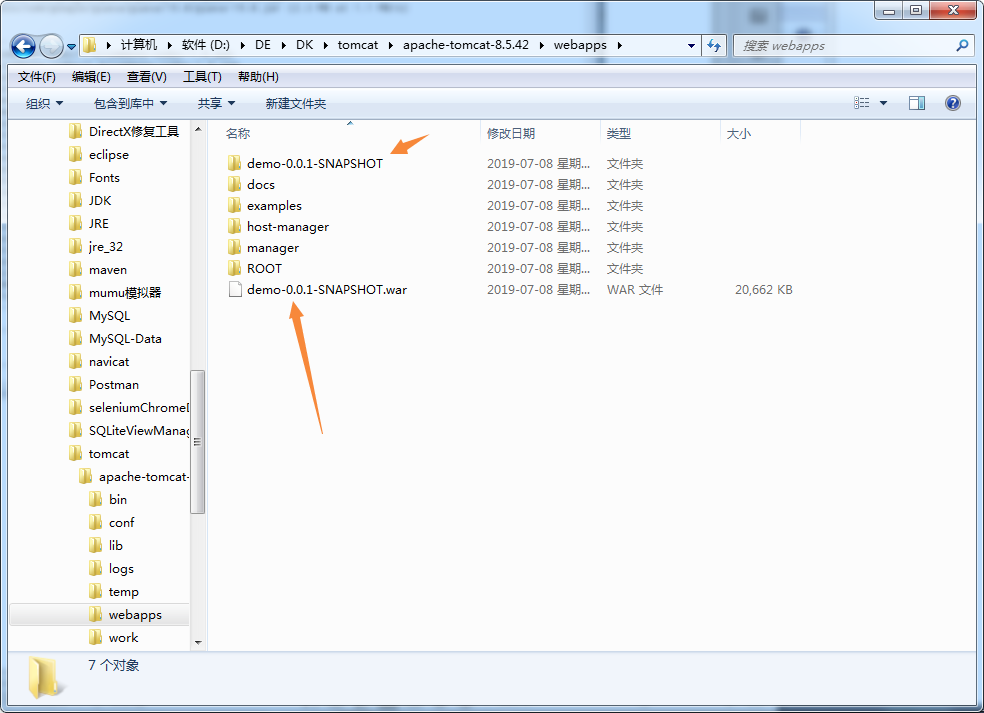 计算机 ▸ 软件 (D:) ▸ DE ▸ DK ▸ tomcat ▸ apache-tomcat-8.5.42 ▸ webapps ▸ 搜索 webapps
文件(F) 编辑(E) 查看(V) 工具(T) 帮助(H)
组织 包含到库中 共享 新建文件夹
名称 修改日期 类型 大小
DirectX修复工具
eclipse
Fonts
JDK
JRE
jre_32
maven
mumu模拟器
MySQL
MySQL-Data
navicat
Postman
seleniumChromeD
SQLiteViewManag
tomcat
apache-tomcat-
bin
conf
lib
logs
temp
webapps
work
demo-0.0.1-SNAPSHOT 2019-07-08 星期... 文件夹
docs 2019-07-08 星期... 文件夹
examples 2019-07-08 星期... 文件夹
host-manager 2019-07-08 星期... 文件夹
manager 2019-07-08 星期... 文件夹
ROOT 2019-07-08 星期... 文件夹
demo-0.0.1-SNAPSHOT.war 2019-07-08 星期... WAR 文件 20,662 KB
7 个对象